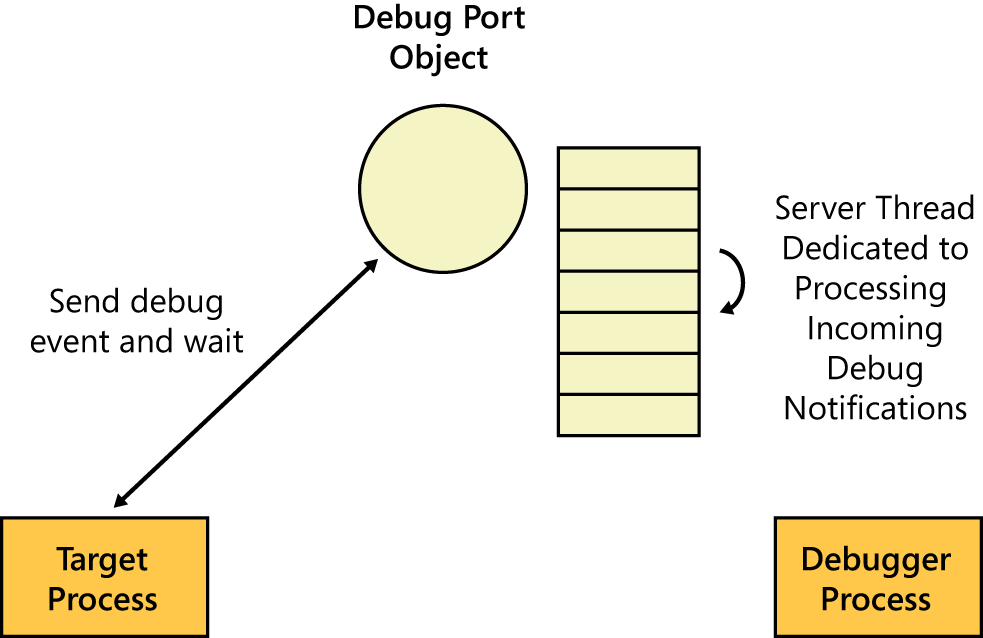 Debug Port
Object
Server Thread
Dedicated to
Processing
Incoming
Debug
Notifications
Send debug
event and wait
Target
Process
Debugger
Process